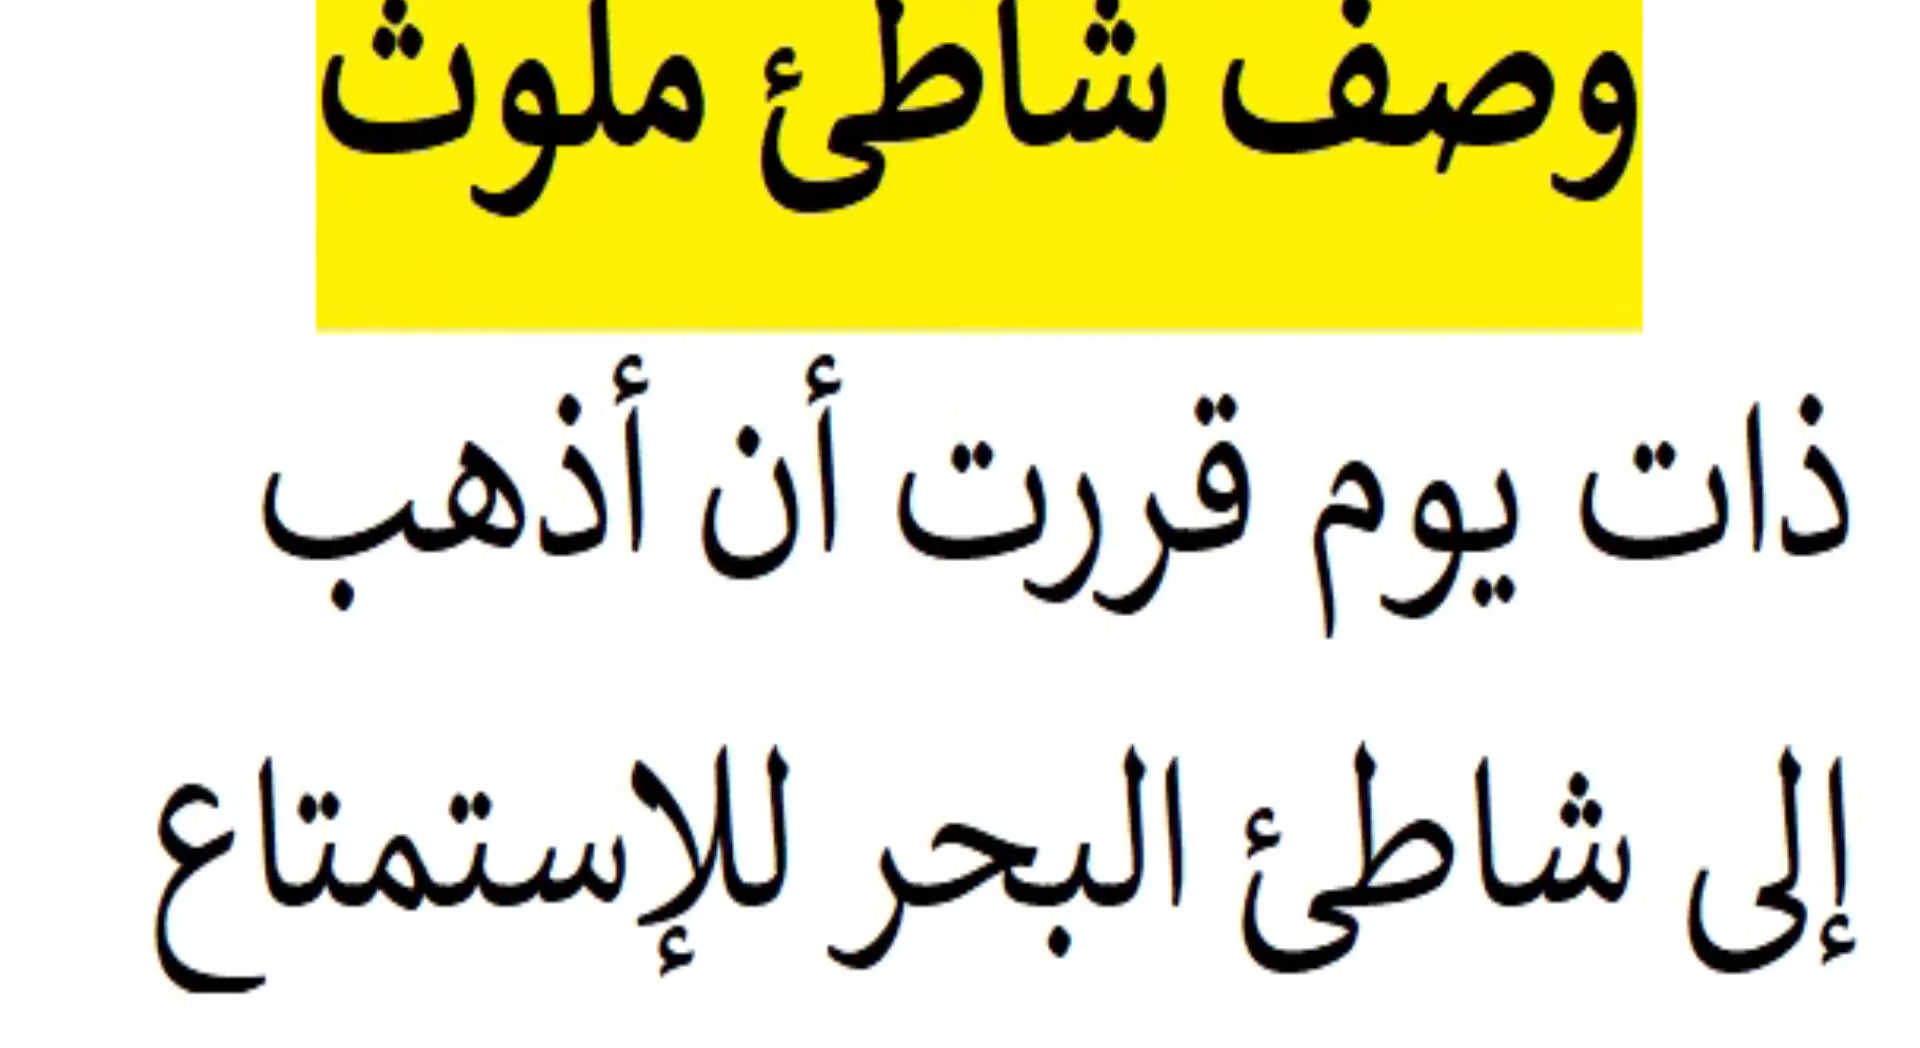 وصف شاطئ ملوث
ذات يوم قررت أن أذهب
إلى شاطئ البحر للإستمتاع